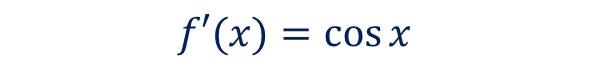 f′(x) = cos x